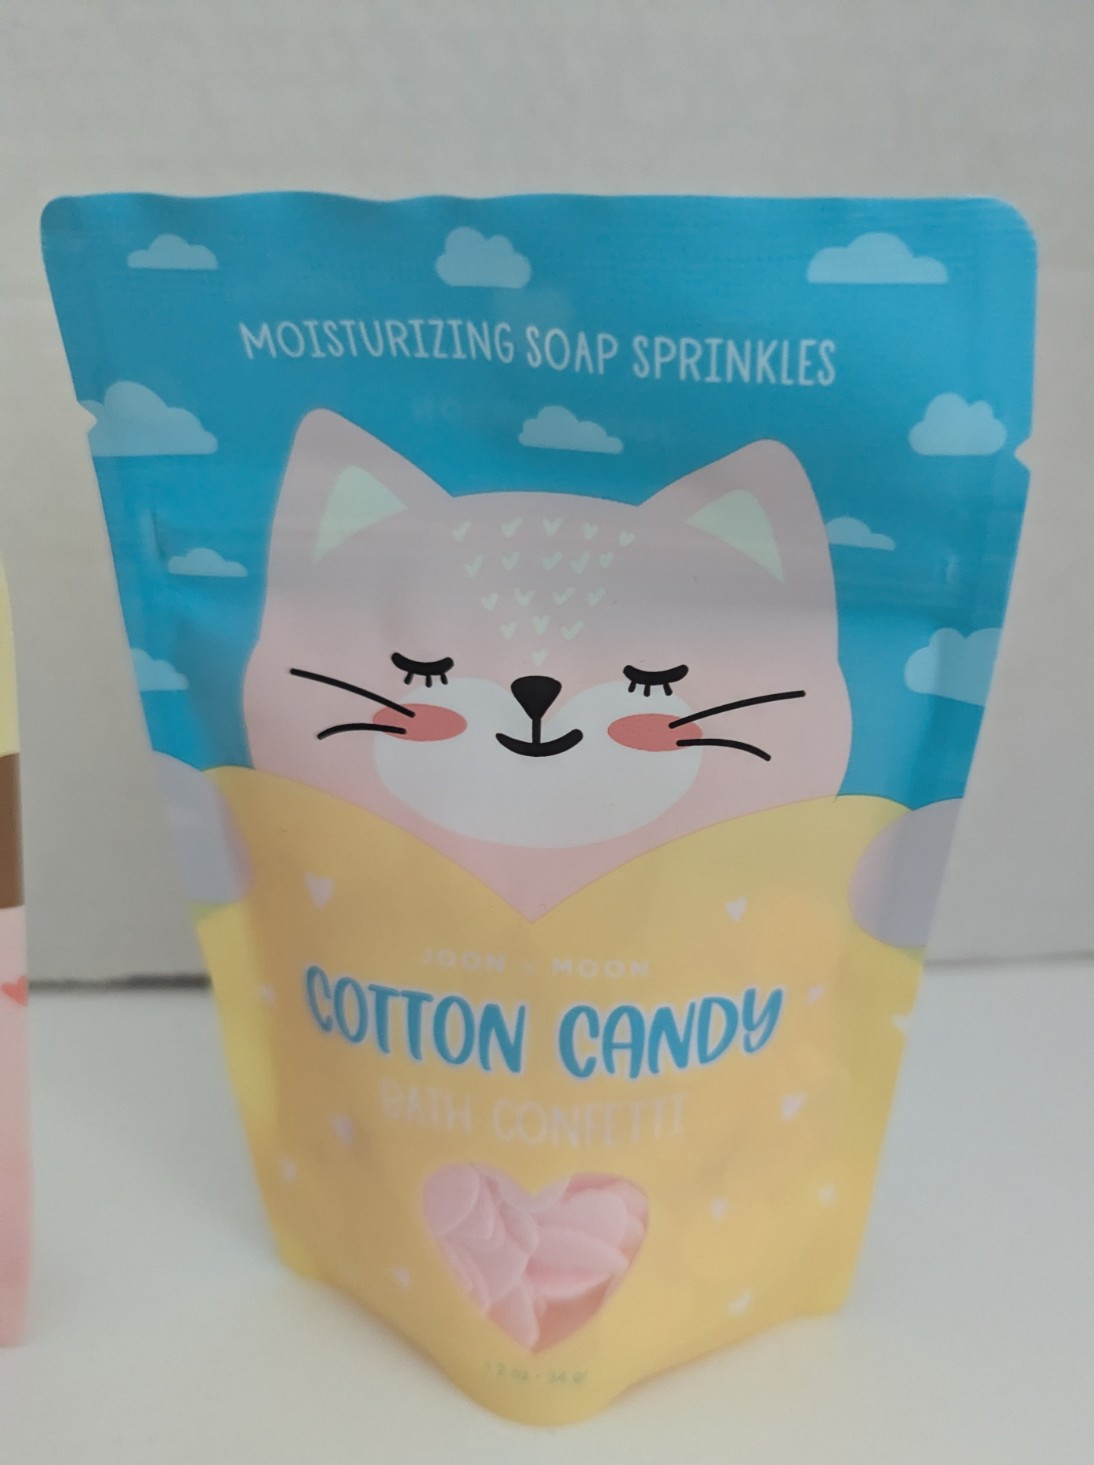 MOISTURIZING SOAP SPRINKLES
JOON x MOON
COTTON CANDY
BATH CONFETTI